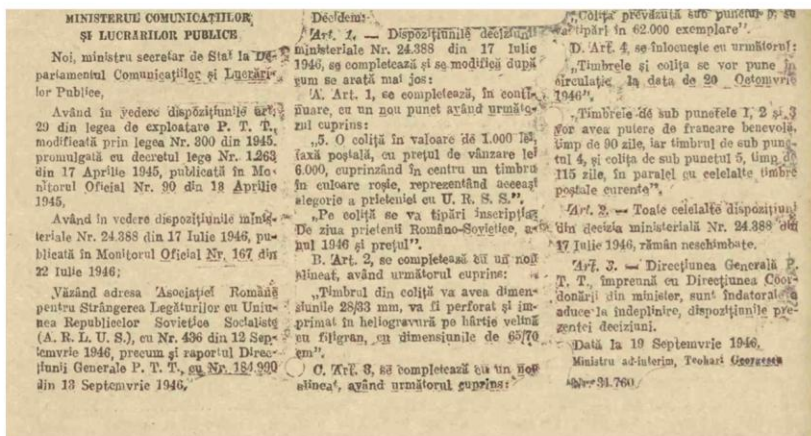 MINISTERUL COMUNICAȚIILOR
ȘI LUCRĂRILOR PUBLICE
Noi, ministru secretar de Stat la De-
partamentul Comunicațiilor și Lucrări-
lor Publice,
Având în vedere dispozițiunile art.
29 din legea de exploatare P. T. T.,
modificată prin legea Nr. 300 din 1945,
promulgată cu decretul lege Nr. 1.263
din 17 Aprilie 1945, publicată în Mo-
nitorul Oficial Nr. 90 din 18 Aprilie
1945,
Având în vedere dispozițiunile minis-
teriale Nr. 24.388 din 17 Iulie 1946, pu-
blicată în Monitorul Oficial Nr. 167 din
22 Iulie 1946;
Văzând adresa Asociației Române
pentru Strângerea Legăturilor cu Uniu-
nea Republicelor Sovietice Socialiste
(A. R. L. U. S.), cu Nr. 436 din 12 Sep-
temvrie 1946, precum și raportul Direc-
țiunii Generale P. T. T., cu Nr. 184.990
din 13 Septemvrie 1946,
Decidem:
Art. 1. — Dispozițiunile deciziunii
ministeriale Nr. 24.388 din 17 Iulie
1946, se completează și se modifică după
cum se arată mai jos:
A. Art. 1, se completează, în conti-
nuare, cu un nou punct având următo-
rul cuprins:
„5. O coliță în valoare de 1.000 lei,
taxă poștală, cu prețul de vânzare lei
6.000, cuprinzând în centru un timbru
în culoare roșie, reprezentând aceeași
alegorie a prieteniei cu U. R. S. S.”,
„Pe coliță se va tipări inscripția
De ziua prieteniei Româno-Sovietice, a-
nul 1946 și prețul”.
B. Art. 2, se completează cu un nou
alineat, având următorul cuprins:
„Timbrul din coliță va avea dimen-
siunile 28/33 mm, va fi perforat și im-
primat în heliogravură pe hârtie velină
cu filigran, cu dimensiunile de 65/70
cm”.
C. Art. 3, se completează cu un nou
alineat, având următorul cuprins:
„Colița prevăzută sub punctul 5, se
tipări în 62.000 exemplare”.
D. Art. 4, se înlocuește cu următorul:
„Timbrele și colița se vor pune în
circulație la data de 20 Octomvrie
1946”.
„Timbrele de sub punctele 1, 2 și 3
vor avea putere de francare benevolă,
timp de 90 zile, iar timbrul de sub punc-
tul 4, și colița de sub punctul 5, timp de
115 zile, în paralel cu celelalte timbre
poștale curente”.
Art. 2. — Toate celelalte dispozițiuni
din decizia ministerială Nr. 24.388 din
17 Iulie 1946, rămân neschimbate.
Art. 3. — Direcțiunea Generală P.
T. T., împreună cu Direcțiunea Coor-
donării din minister, sunt îndatorate a
aduce la îndeplinire, dispozițiunile pre-
zentei deciziuni.
Dată la 19 Septemvrie 1946.
Ministru ad-interim, Teohari Georgescu
Nr. 31.760